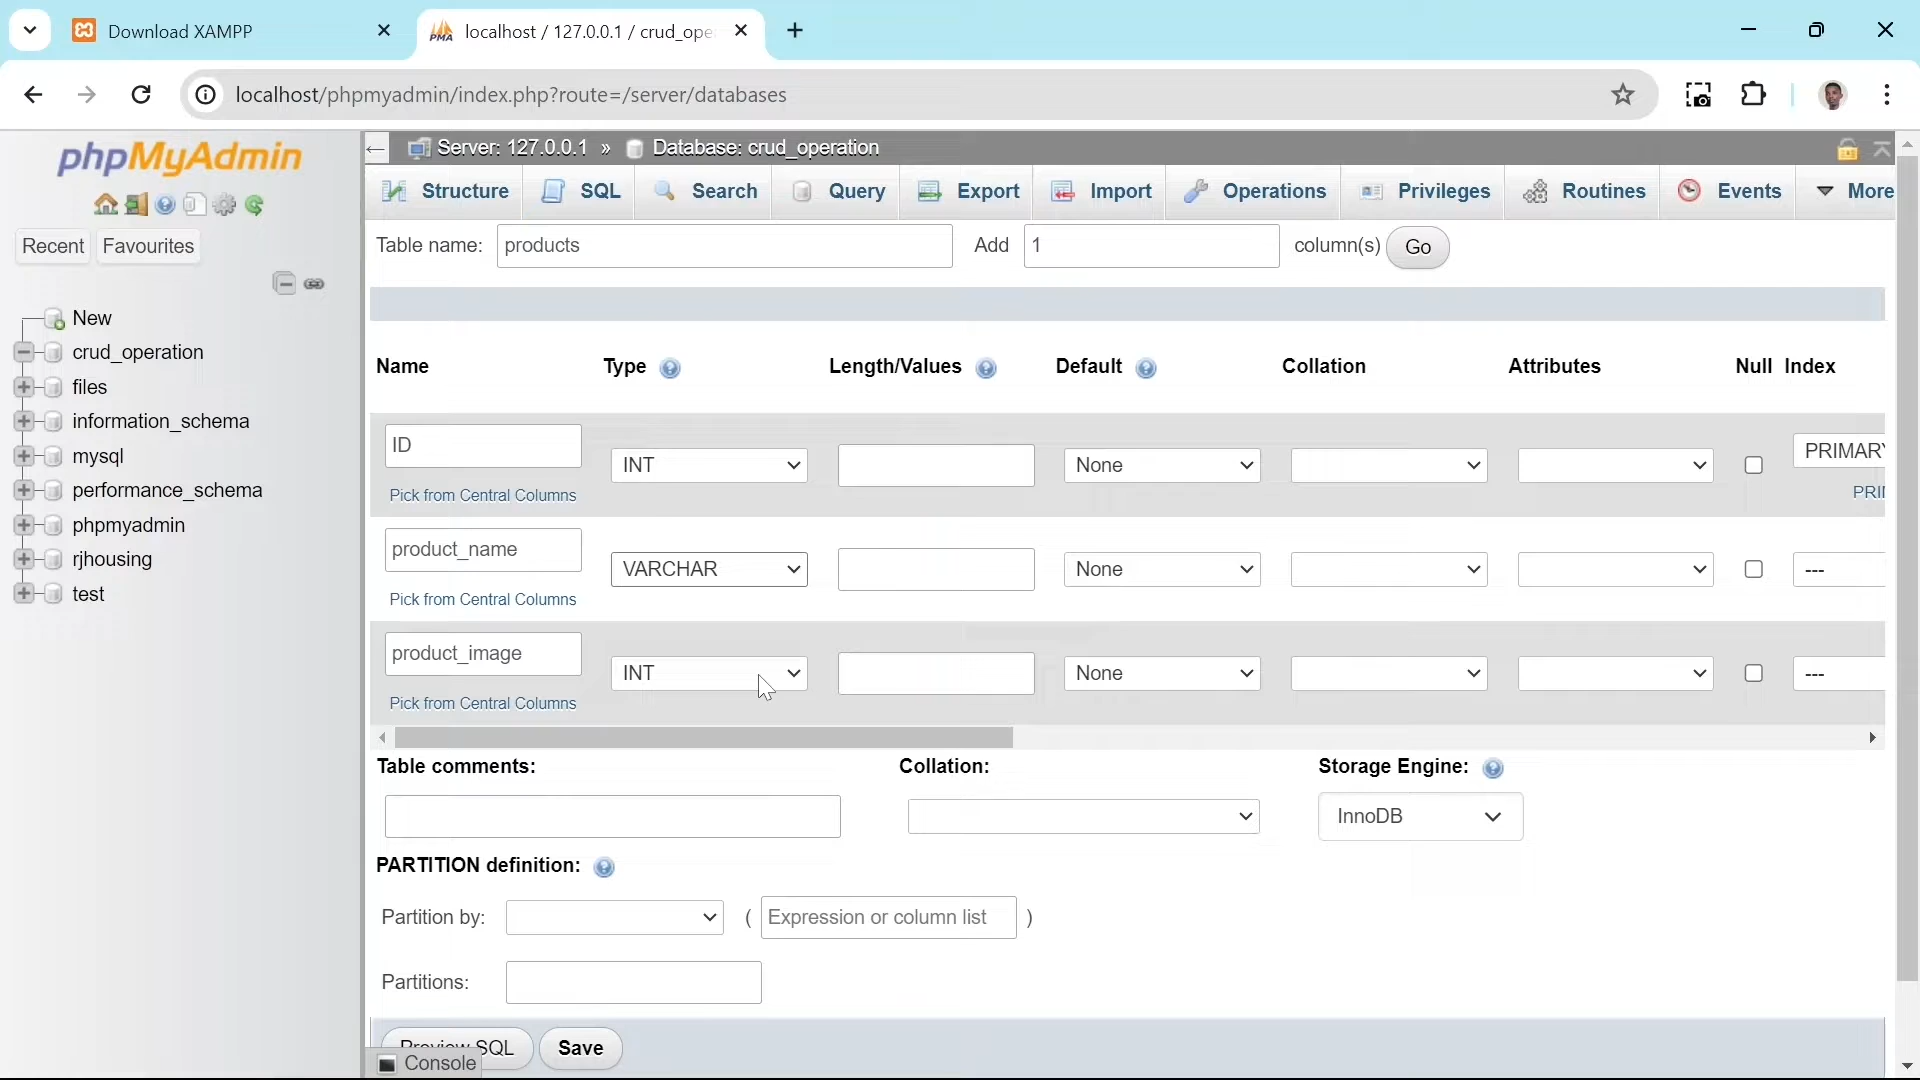 Download XAMPP
PMA localhost / 127.0.0.1 / crud_ope
localhost/phpmyadmin/index.php?route=/server/databases
phpMyAdmin
Recent Favourites
New
crud_operation
files
information_schema
mysql
performance_schema
phpmyadmin
rjhousing
test
Server: 127.0.0.1 » Database: crud_operation
Structure SQL Search Query Export Import Operations Privileges Routines Events More
Table name: products Add 1 column(s) Go
Name Type Length/Values Default Collation Attributes Null Index
ID INT None PRIMARY
Pick from Central Columns PRI
product_name VARCHAR None ---
Pick from Central Columns
product_image INT None ---
Pick from Central Columns
Table comments: Collation: Storage Engine:
InnoDB
PARTITION definition:
Partition by: ( Expression or column list )
Partitions:
Preview SQL Save
Console